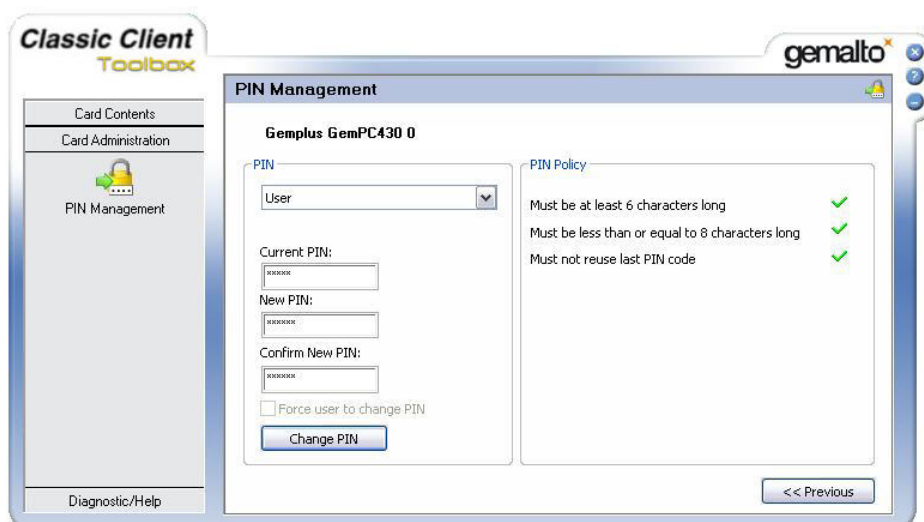 Classic Client
Toolbox
gemalto
Card Contents
Card Administration
PIN Management
Diagnostic/Help
PIN Management
Gemplus GemPC430 0
PIN
User
Current PIN:
*****
New PIN:
******
Confirm New PIN:
******
Force user to change PIN
Change PIN
PIN Policy
Must be at least 6 characters long
Must be less than or equal to 8 characters long
Must not reuse last PIN code
<< Previous